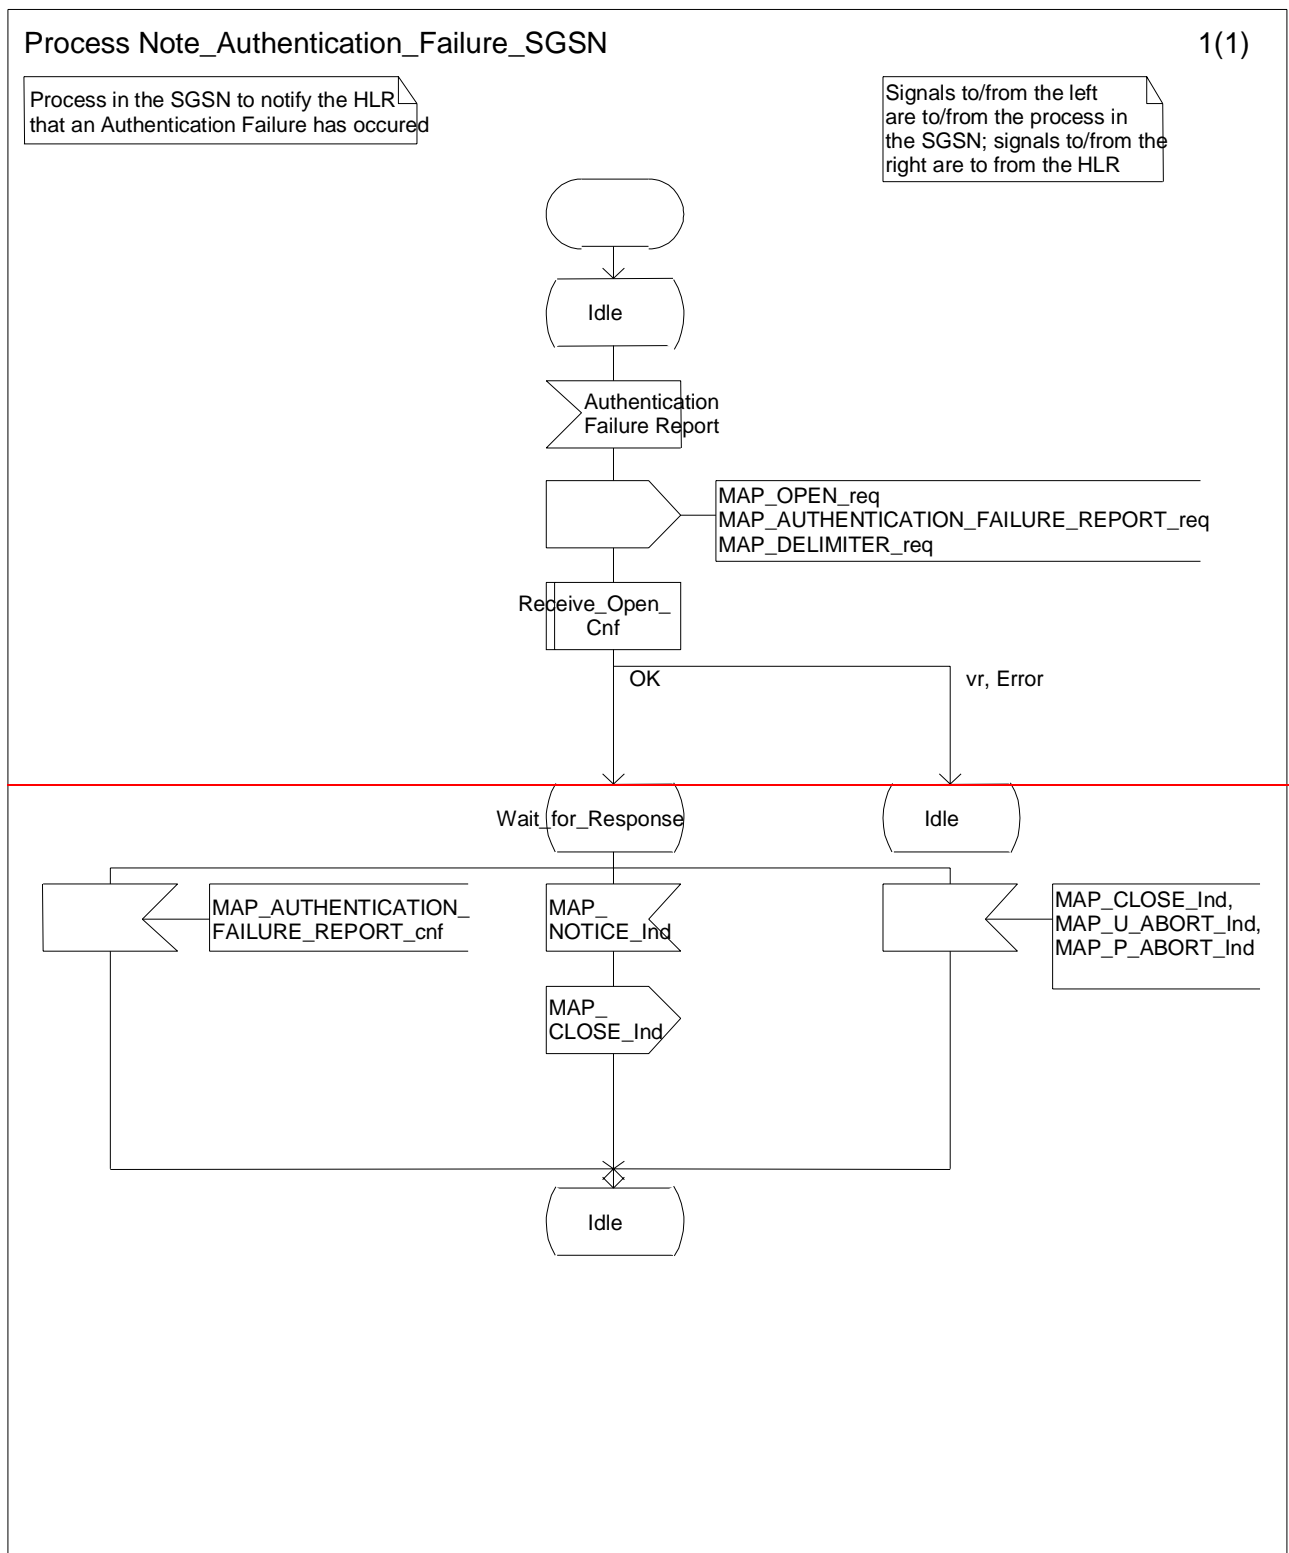 Process Note_Authentication_Failure_SGSN
1(1)
Process in the SGSN to notify the HLR
that an Authentication Failure has occured
Signals to/from the left
are to/from the process in
the SGSN; signals to/from the
right are to from the HLR
Idle
Authentication
Failure Report
MAP_OPEN_req
MAP_AUTHENTICATION_FAILURE_REPORT_req
MAP_DELIMITER_req
Receive_Open_
Cnf
OK
vr, Error
Wait_for_Response
Idle
MAP_AUTHENTICATION_
FAILURE_REPORT_cnf
MAP_
NOTICE_Ind
MAP_CLOSE_Ind,
MAP_U_ABORT_Ind,
MAP_P_ABORT_Ind
MAP_
CLOSE_Ind
Idle